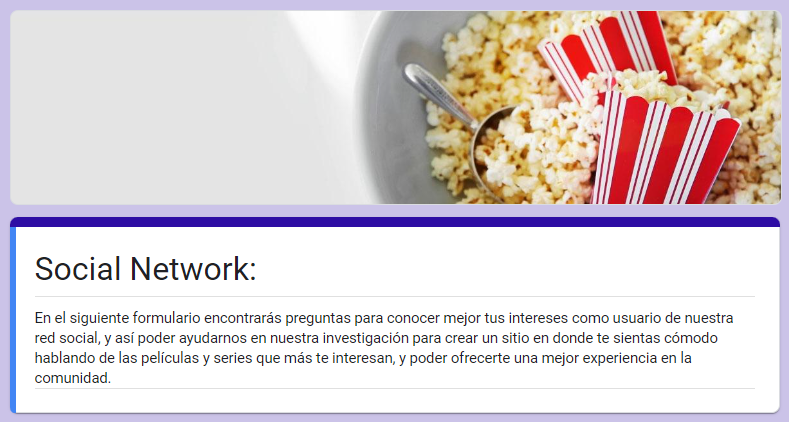 Social Network:
En el siguiente formulario encontrarás preguntas para conocer mejor tus intereses como usuario de nuestra
red social, y así poder ayudarnos en nuestra investigación para crear un sitio en donde te sientas cómodo
hablando de las películas y series que más te interesan, y poder ofrecerte una mejor experiencia en la
comunidad.